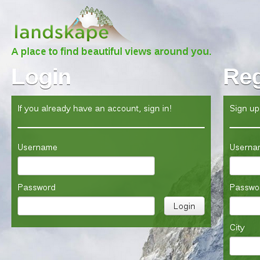 landskape
A place to find beautiful views around you.
Login
If you already have an account, sign in!
Username
Password
Login
Reg
Sign up
Usernar
Passwo
City